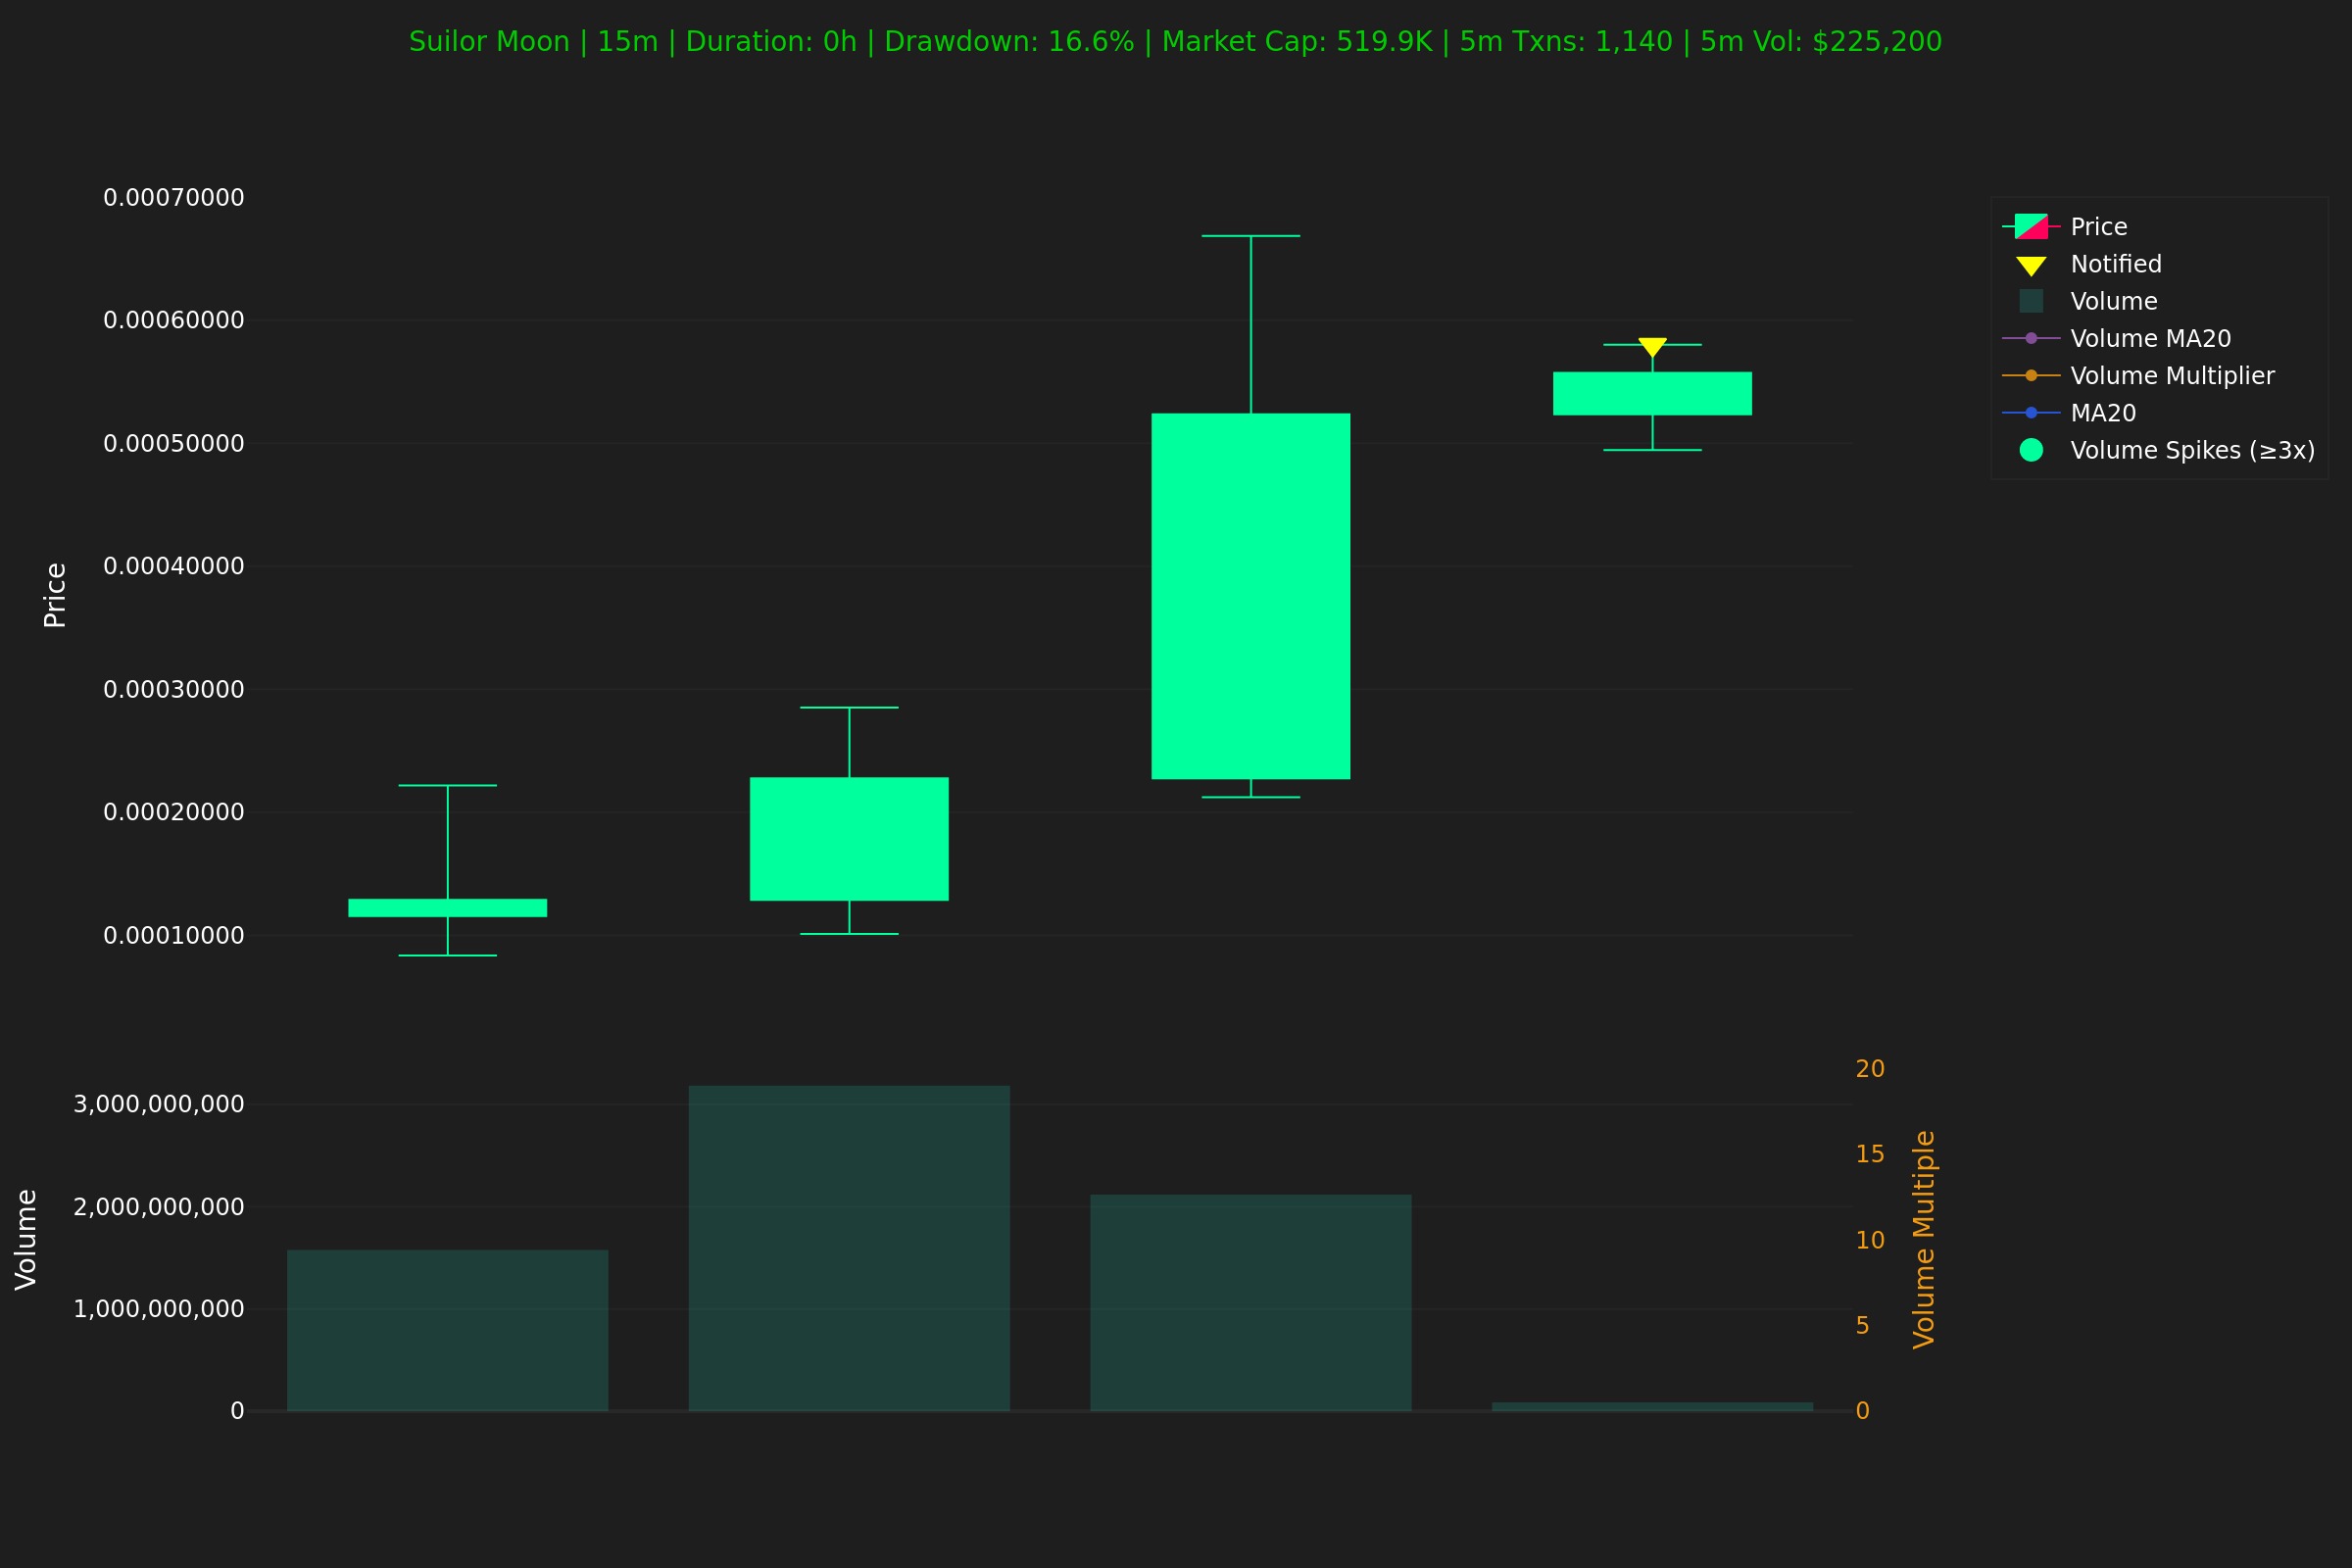 Suilor Moon | 15m | Duration: 0h | Drawdown: 16.6% | Market Cap: 519.9K | 5m Txns: 1,140 | 5m Vol: $225,200
0.00070000
0.00060000
0.00050000
0.00040000
0.00030000
0.00020000
0.00010000
Price
Price
Notified
Volume
Volume MA20
Volume Multiplier
MA20
Volume Spikes (≥3x)
3,000,000,000
2,000,000,000
1,000,000,000
0
Volume
20
15
10
5
0
Volume Multiple